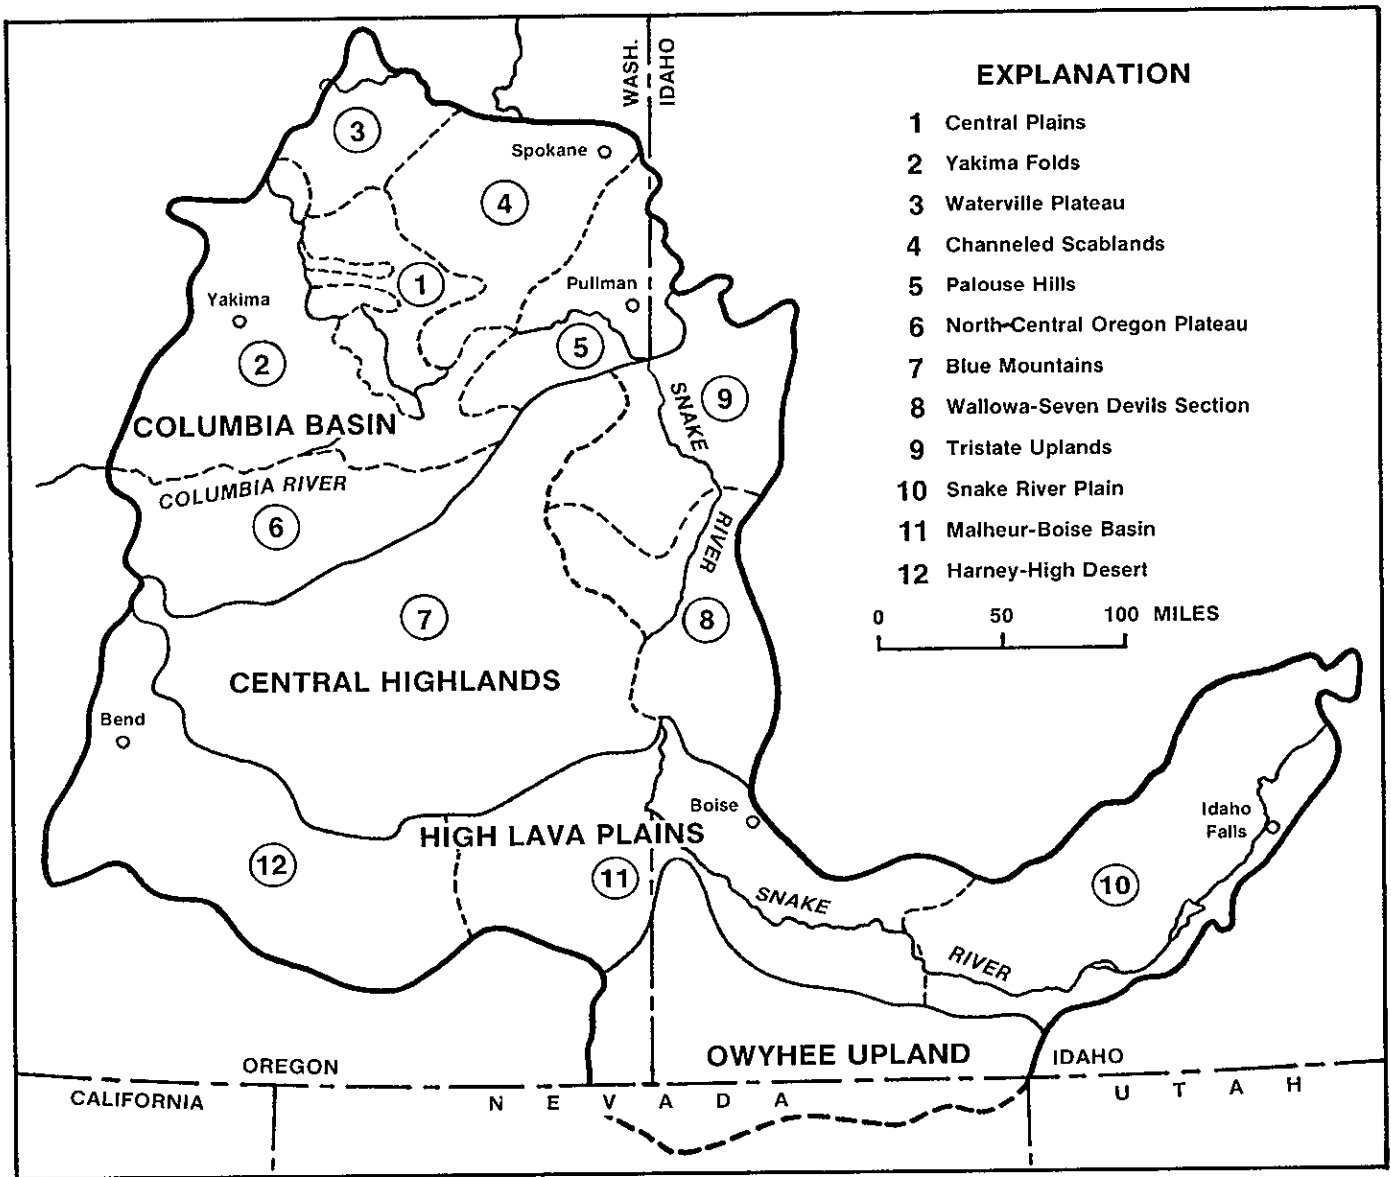 WASH.
IDAHO
EXPLANATION
1 Central Plains
2 Yakima Folds
3 Waterville Plateau
4 Channeled Scablands
5 Palouse Hills
6 North-Central Oregon Plateau
7 Blue Mountains
8 Wallowa-Seven Devils Section
9 Tristate Uplands
10 Snake River Plain
11 Malheur-Boise Basin
12 Harney-High Desert
0 50 100 MILES
3
Spokane
4
1
Pullman
Yakima
2
5
9
SNAKE
COLUMBIA BASIN
COLUMBIA RIVER
6
RIVER
7
8
CENTRAL HIGHLANDS
Bend
Boise
Idaho
Falls
HIGH LAVA PLAINS
12
11
10
SNAKE
RIVER
OWYHEE UPLAND
OREGON
IDAHO
CALIFORNIA
NEVADA
UTAH